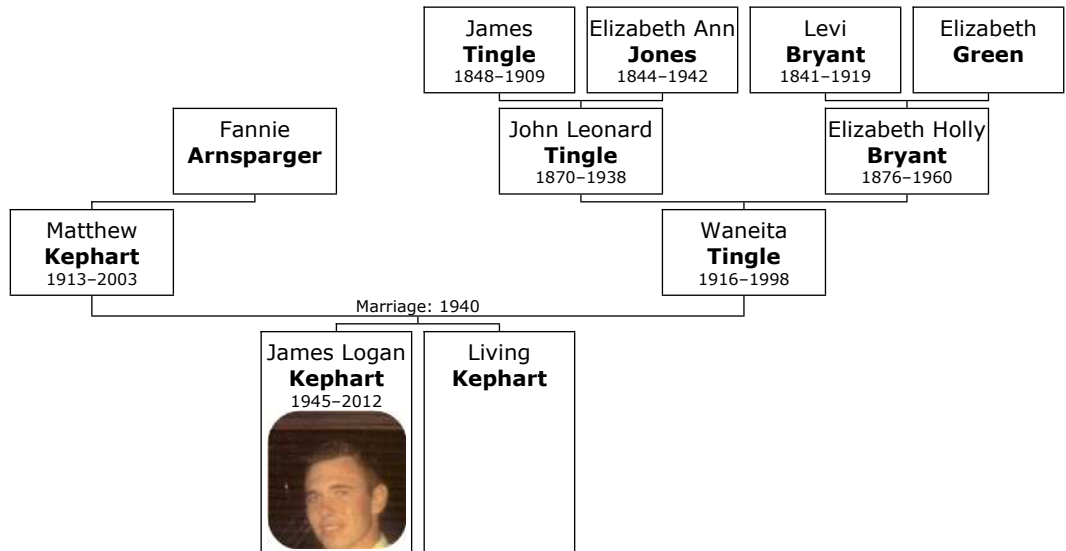 James
Tingle
1848–1909
Elizabeth Ann
Jones
1844–1942
Levi
Bryant
1841–1919
Elizabeth
Green
Fannie
Arnsparger
John Leonard
Tingle
1870–1938
Elizabeth Holly
Bryant
1876–1960
Matthew
Kephart
1913–2003
Waneita
Tingle
1916–1998
Marriage: 1940
James Logan
Kephart
1945–2012
Living
Kephart